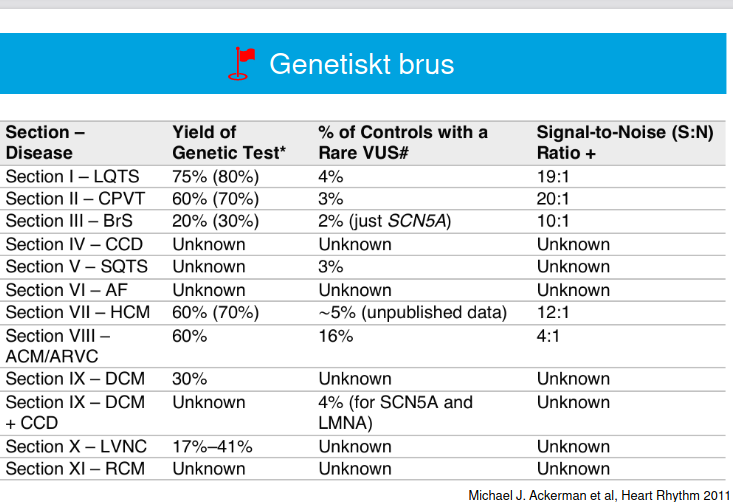 Genetiskt brus
Section – Disease Yield of Genetic Test* % of Controls with a Rare VUS# Signal-to-Noise (S:N) Ratio +
Section I – LQTS 75% (80%) 4% 19:1
Section II – CPVT 60% (70%) 3% 20:1
Section III – BrS 20% (30%) 2% (just SCN5A) 10:1
Section IV – CCD Unknown Unknown Unknown
Section V – SQTS Unknown 3% Unknown
Section VI – AF Unknown Unknown Unknown
Section VII – HCM 60% (70%) ~5% (unpublished data) 12:1
Section VIII – ACM/ARVC 60% 16% 4:1
Section IX – DCM 30% Unknown Unknown
Section IX – DCM + CCD Unknown 4% (for SCN5A and LMNA) Unknown
Section X – LVNC 17%–41% Unknown Unknown
Section XI – RCM Unknown Unknown Unknown
Michael J. Ackerman et al, Heart Rhythm 2011